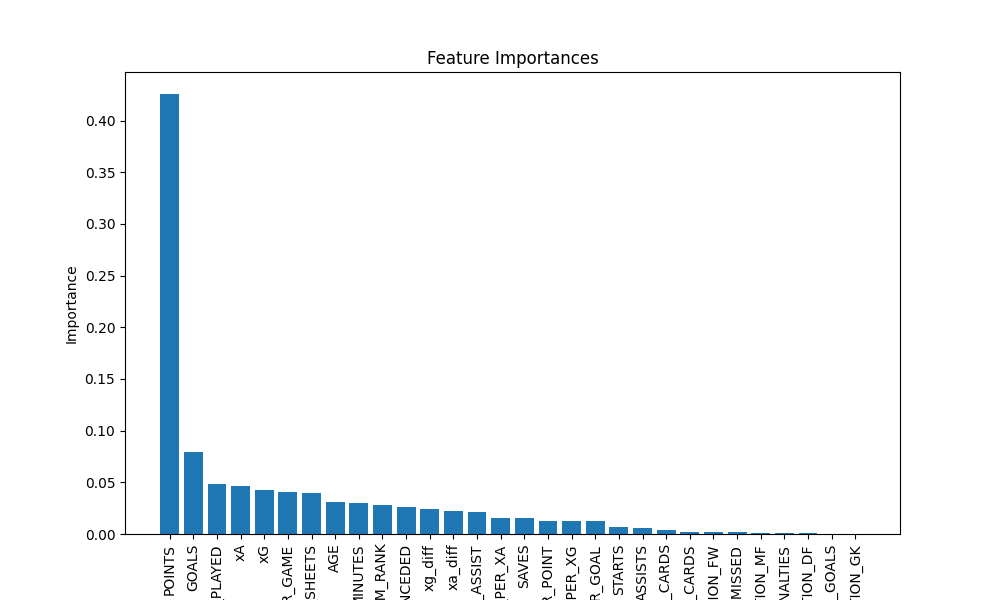 Feature Importances
Importance
0.40
0.35
0.30
0.25
0.20
0.15
0.10
0.05
0.00
POINTS
GOALS
PLAYED
xA
xG
R_GAME
SHEETS
AGE
MINUTES
M_RANK
NCEDED
xg_diff
xa_diff
_ASSIST
PER_XA
SAVES
R_POINT
PER_XG
R_GOAL
STARTS
ASSISTS
_CARDS
_CARDS
ION_FW
MISSED
TION_MF
NALTIES
TION_DF
_GOALS
TION_GK